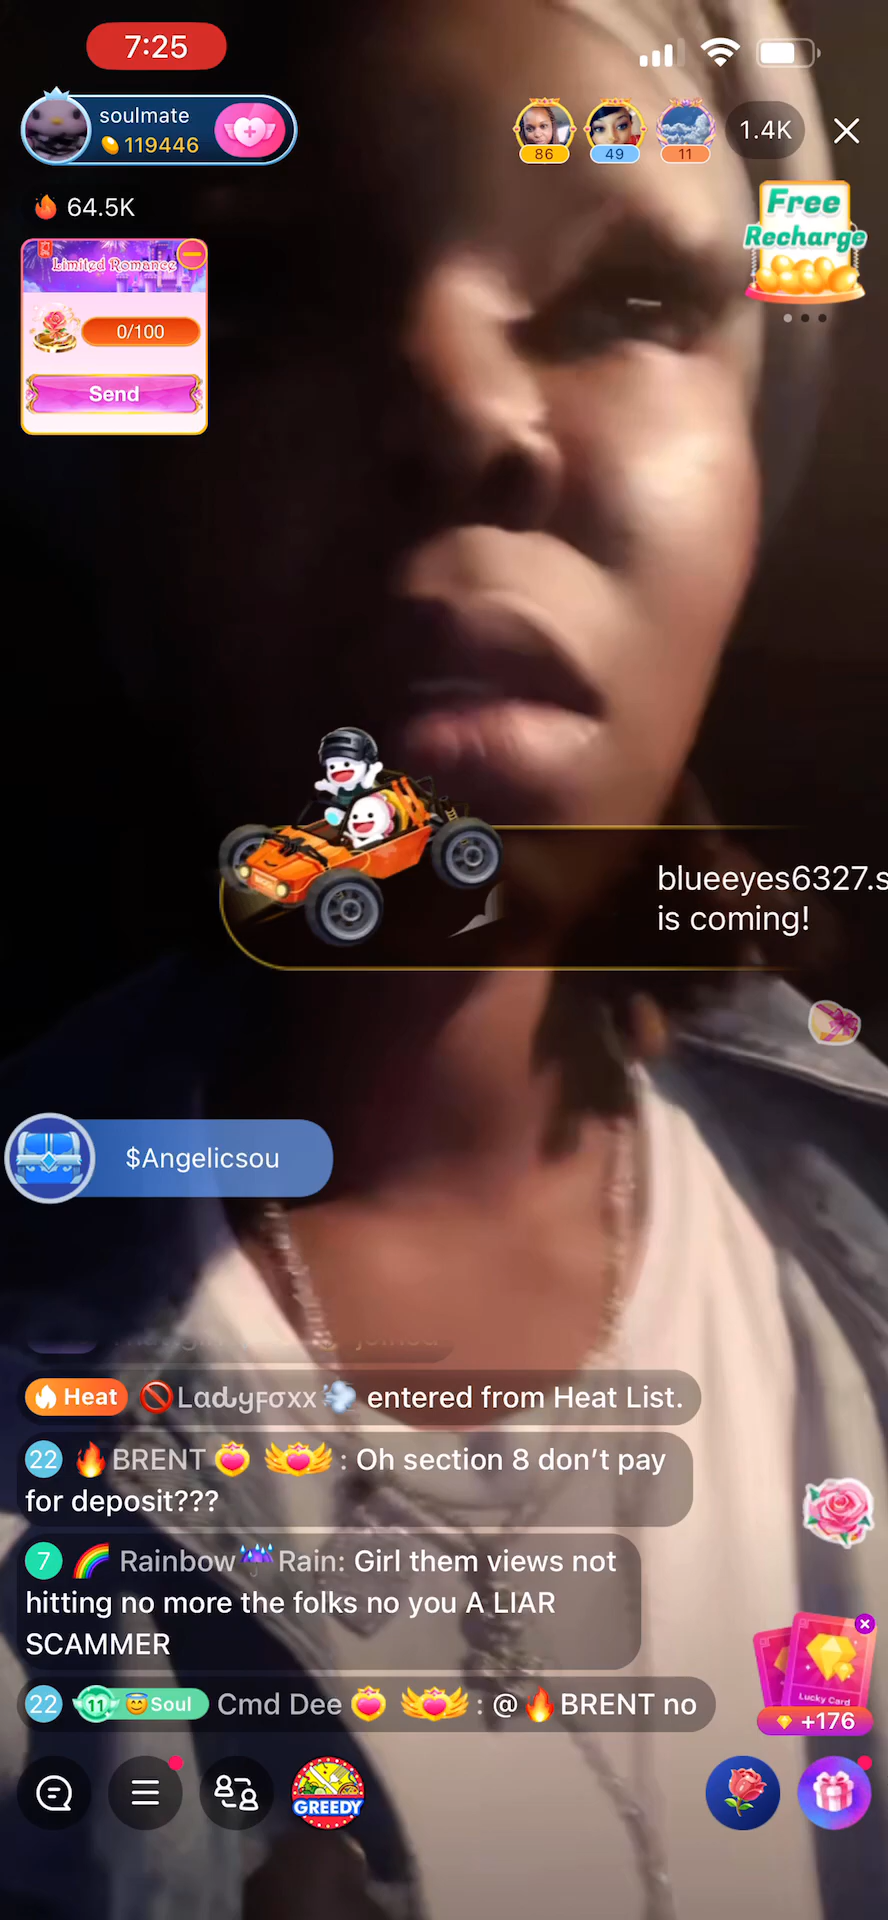 7:25
soulmate
119446
86
49
11
1.4K
64.5K
Free
Recharge
Limited Romance
0/100
Send
blueeyes6327.s
is coming!
$Angelicsou
joined
Heat 🚫LαdყϝσXX💨 entered from Heat List.
22 🔥BRENT : Oh section 8 don’t pay
for deposit???
7 🌈 Rainbow☔Rain: Girl them views not
hitting no more the folks no you A LIAR
SCAMMER
22 11 😇Soul Cmd Dee : @🔥BRENT no
Lucky Card
+176
GREEDY